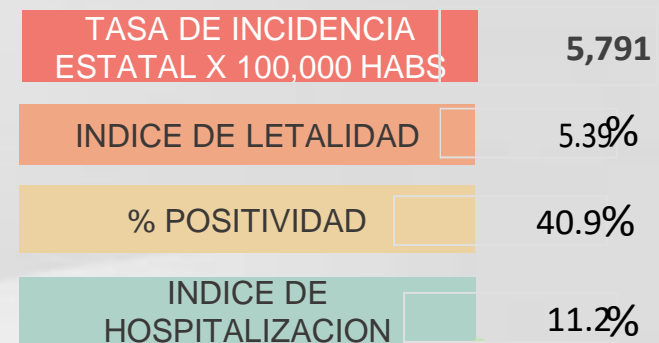 TASA DE INCIDENCIA
ESTATAL X 100,000 HABS
5,791
INDICE DE LETALIDAD
5.39%
% POSITIVIDAD
40.9%
INDICE DE
HOSPITALIZACION
11.2%